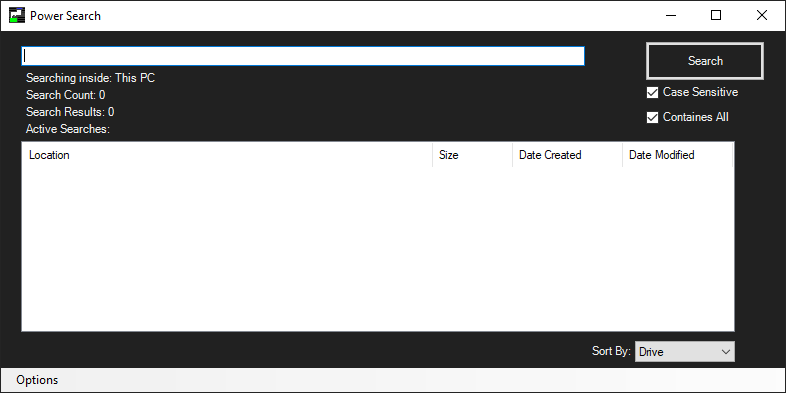 Power Search
Search
Searching inside: This PC
Search Count: 0
Search Results: 0
Active Searches:
Case Sensitive
Containes All
Location Size Date Created Date Modified
Sort By: Drive
Options